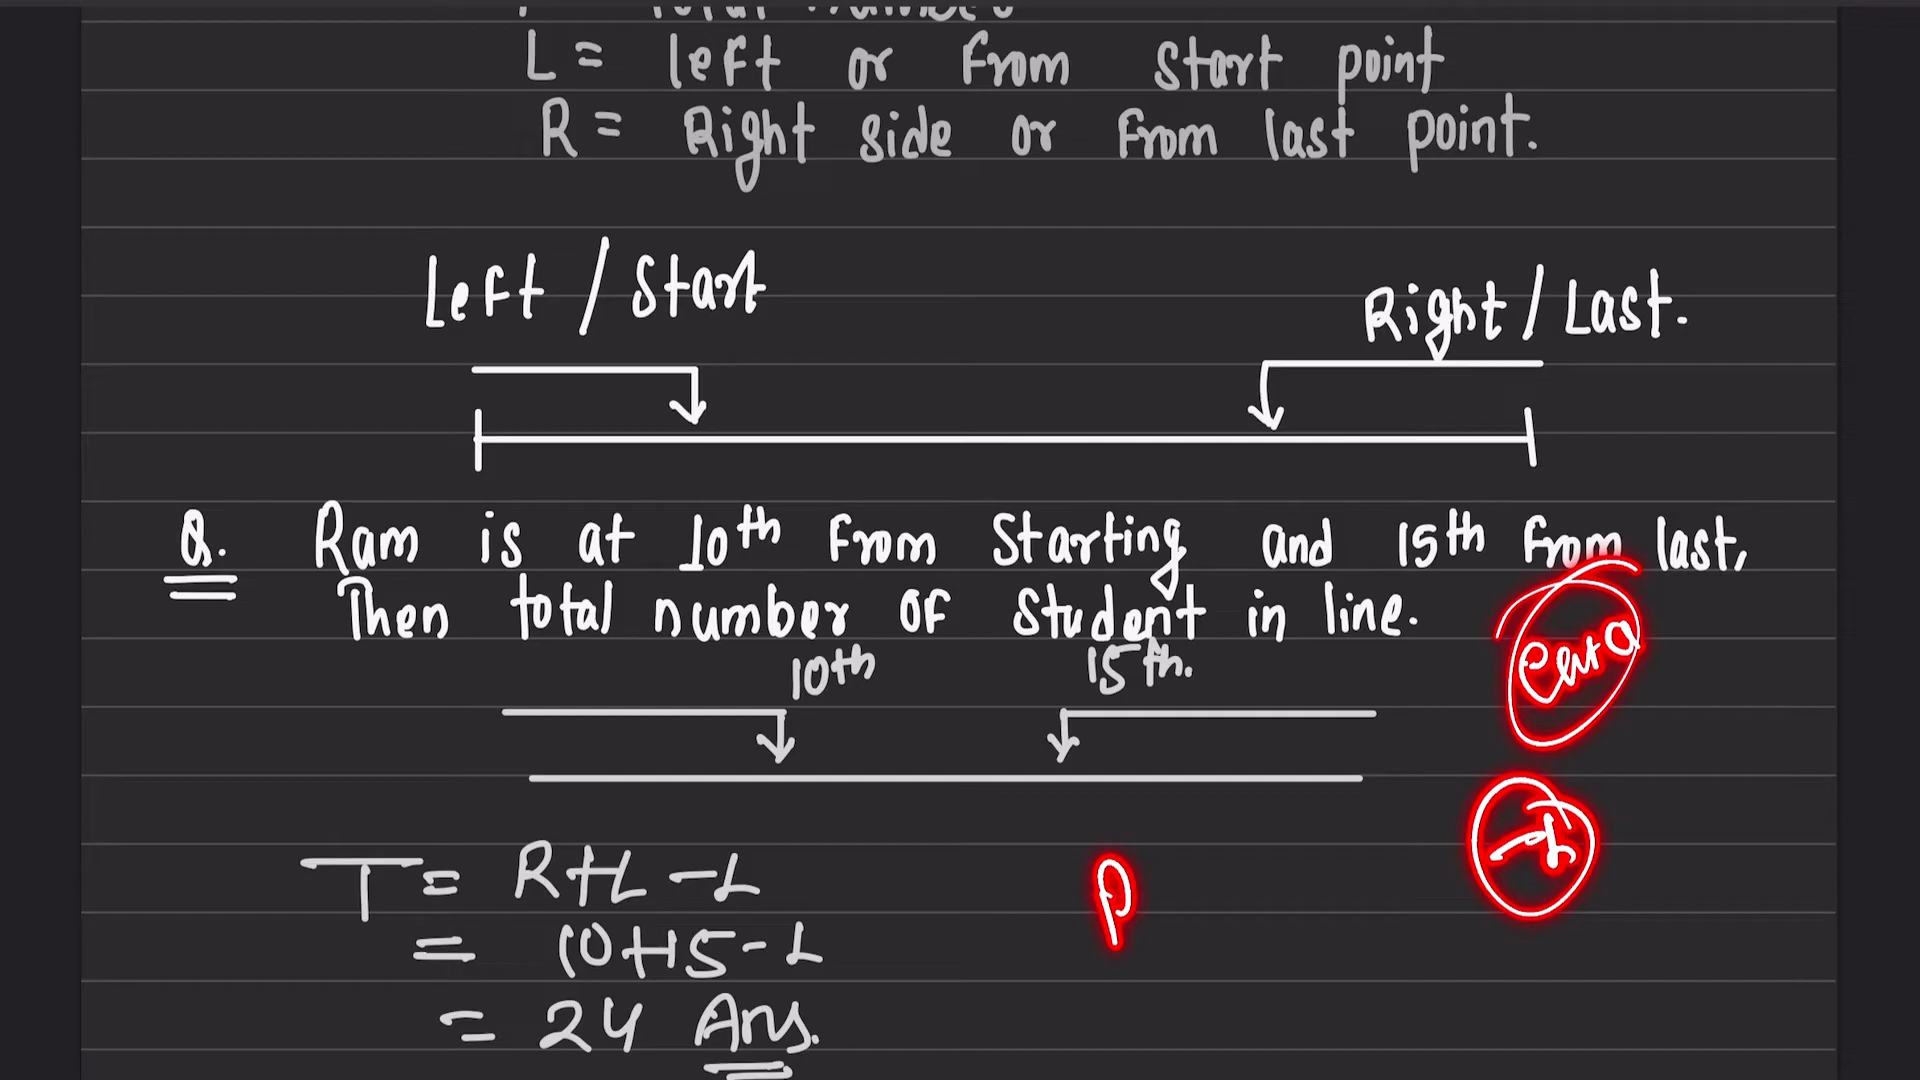 L = left or from start point
R = Right side or from last point.
Left / Start
Right / Last.
Q. Ram is at 10th from Starting and 15th from last,
Then total number of Student in line.
10th 15th.
extra
-1
T = R+L-1
= 10+15-1
P
= 24 Ans.